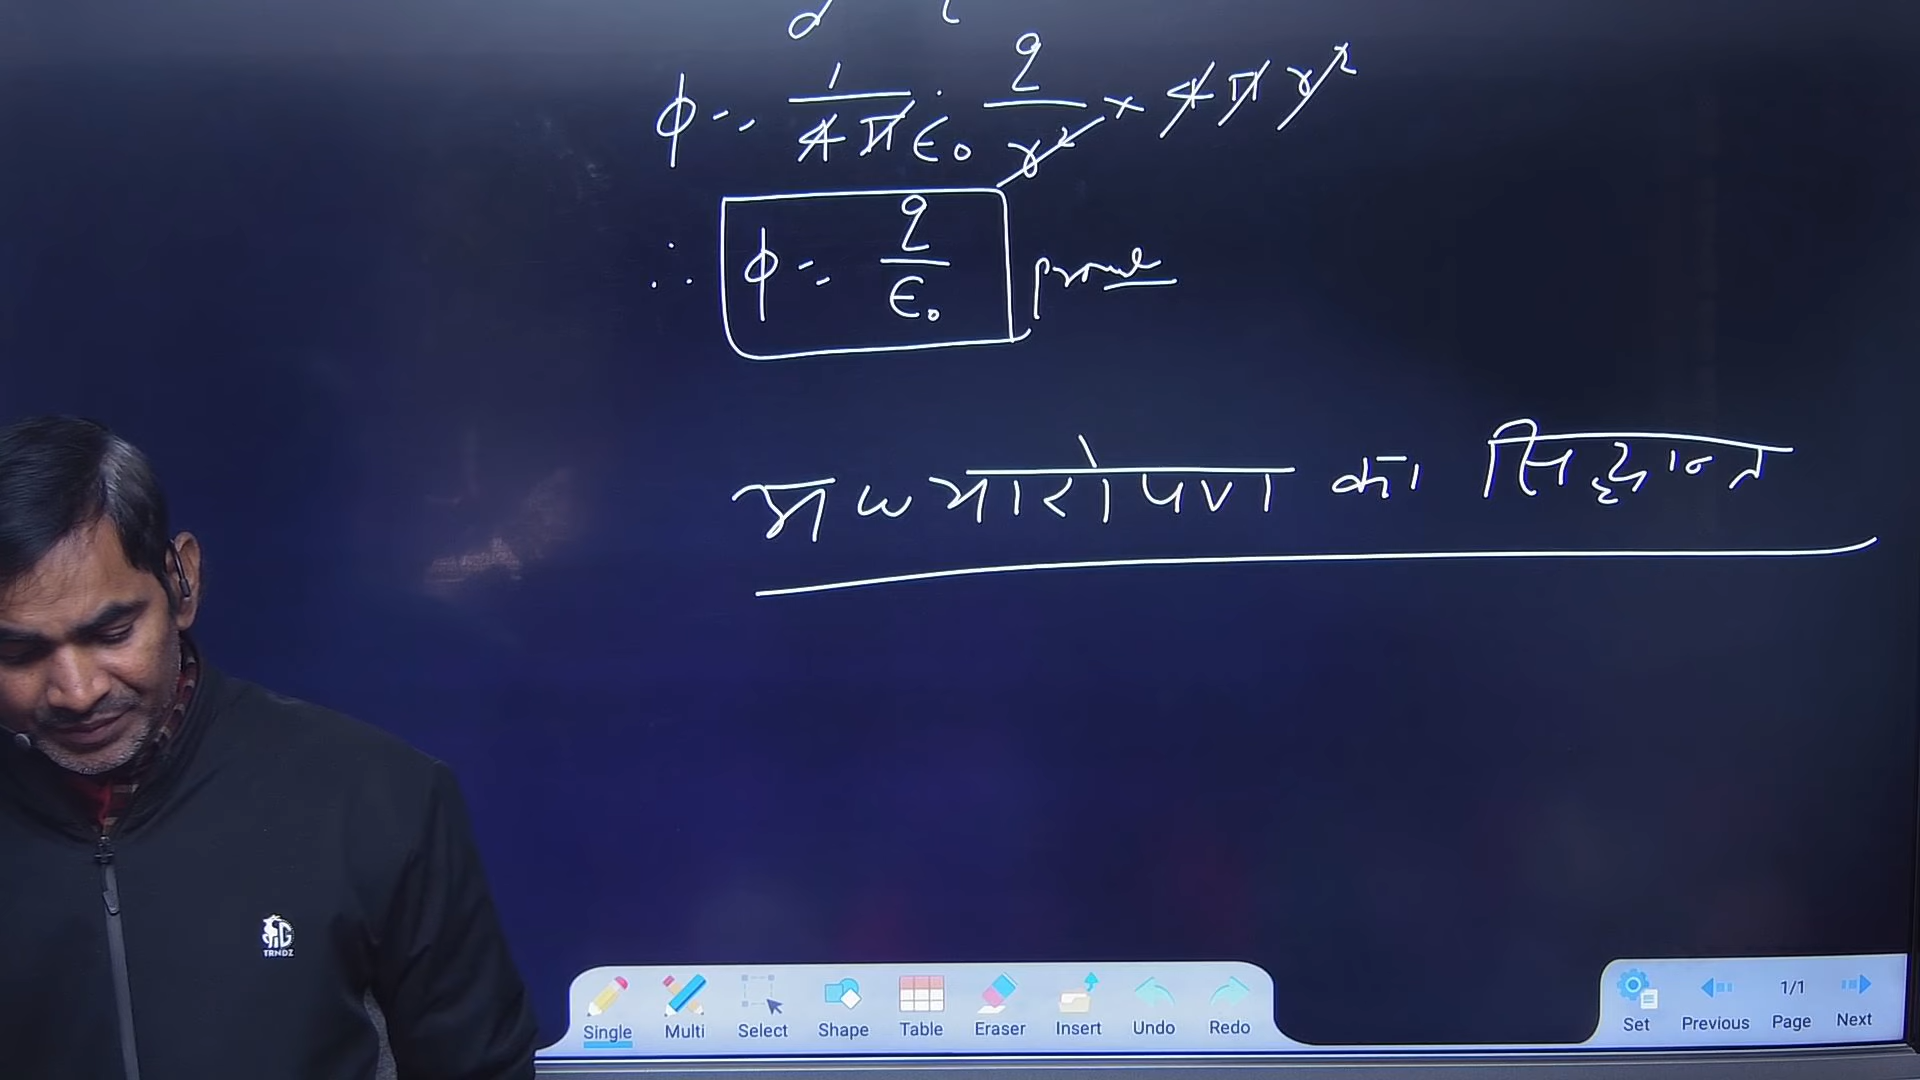 φ = 1/4πε₀ · q/r² × 4πr²
∴ φ = q/ε₀ prove
अध्यारोपण का सिद्धान्त
TRNDZ
Single Multi Select Shape Table Eraser Insert Undo Redo
Set Previous 1/1 Page Next